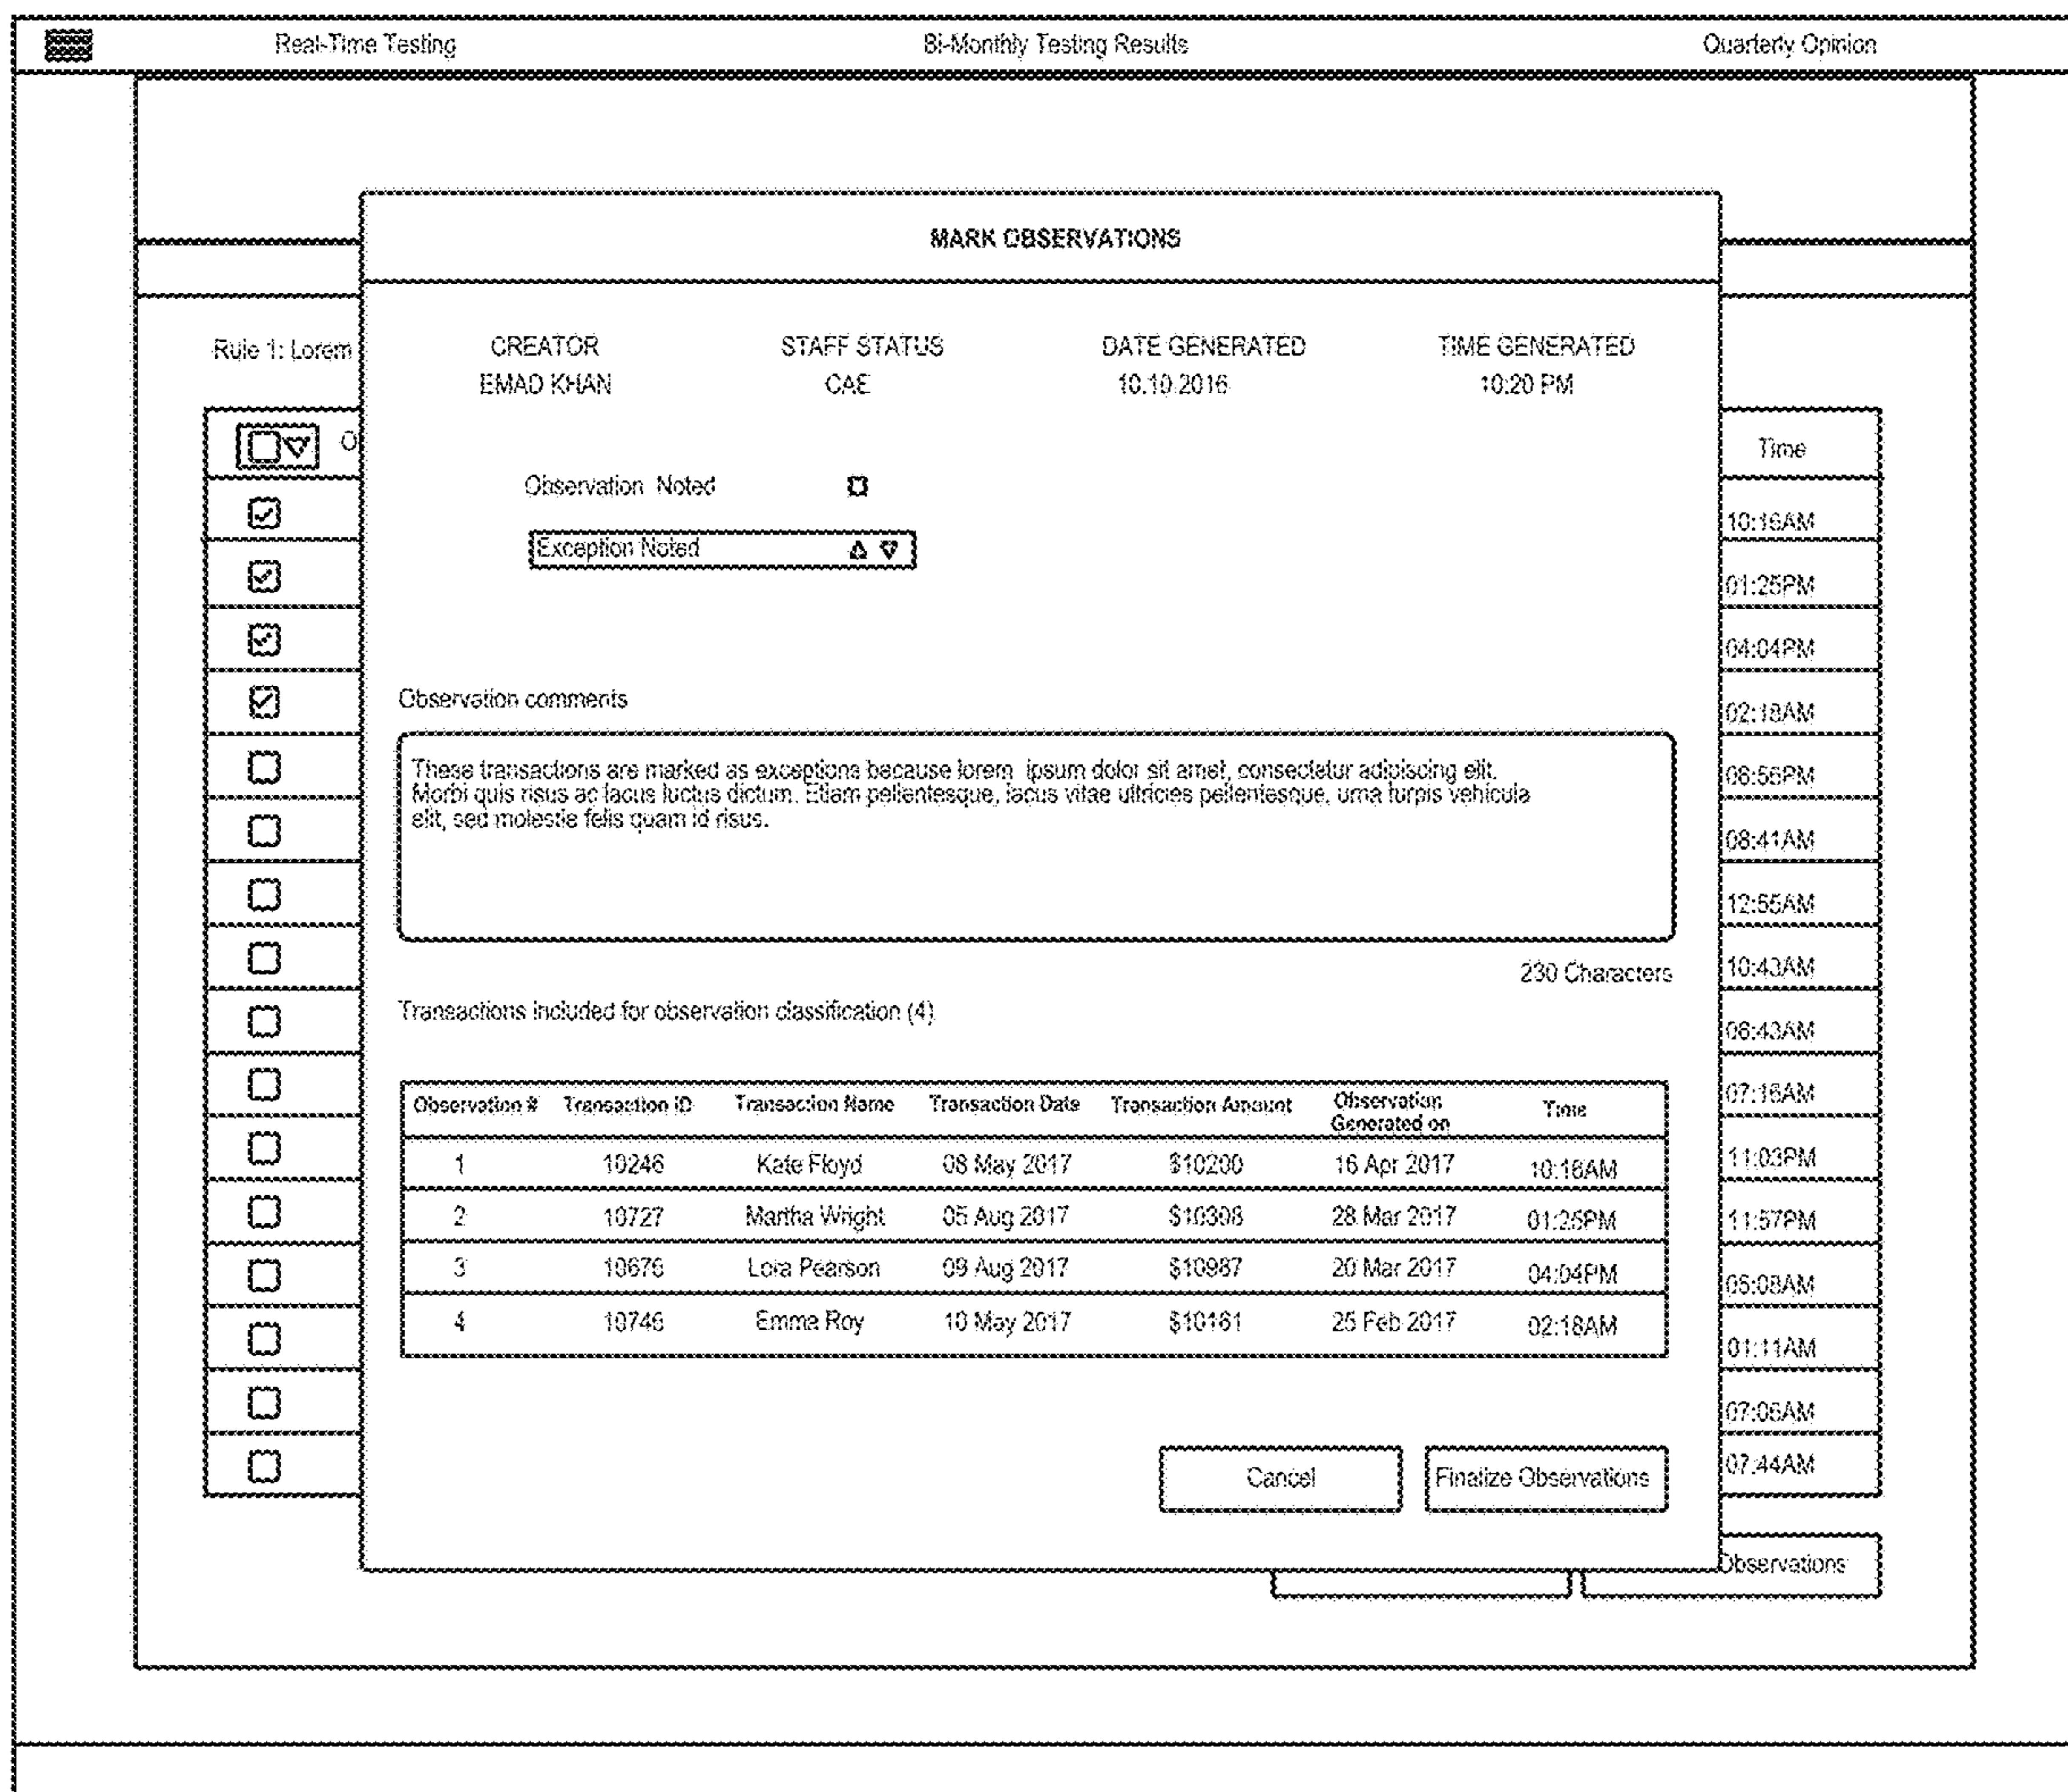 Real-Time Testing Bi-Monthly Testing Results Quarterly Opinion
MARK OBSERVATIONS
Rule 1: Lorem
CREATOR STAFF STATUS DATE GENERATED TIME GENERATED
EMAD KHAN CAE 10.10.2016 10:20 PM
O Time
Observation Noted
10:16AM
Exception Noted
01:25PM
04:04PM
Observation comments
02:18AM
These transactions are marked as exceptions because lorem ipsum dolor sit amet, consectetur adipiscing elit.
Morbi quis risus ac lacus luctus dictum. Etiam pellentesque, lacus vitae ultricies pellentesque, urna turpis vehicula
elit, sed molestie felis quam id risus.
08:41AM
12:55AM
230 Characters
10:43AM
Transactions included for observation classification (4)
07:16AM
Observation # Transaction ID Transaction Name Transaction Date Transaction Amount Observation Generated on Time
1 10246 Kate Floyd 08 May 2017 $10200 16 Apr 2017 10:16AM
11:03PM
2 10727 Martha Wright 05 Aug 2017 28 Mar 2017 01:25PM
11:57PM
3 Lora Pearson 09 Aug 2017 $10987 20 Mar 2017 04:04PM
05:08AM
4 Emma Roy 10 May 2017 $10161 25 Feb 2017 02:18AM
01:11AM
07:44AM
Cancel Finalize Observations
Observations